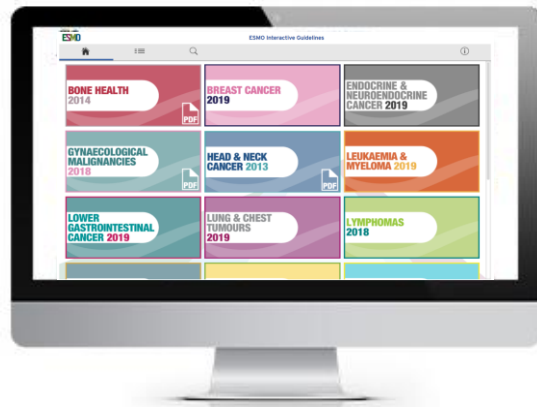 ESMO
ESMO Interactive Guidelines
BONE HEALTH
2014
PDF
BREAST CANCER
2019
ENDOCRINE &
NEUROENDOCRINE
CANCER 2019
GYNAECOLOGICAL
MALIGNANCIES
2018
PDF
HEAD & NECK
CANCER 2013
PDF
LEUKAEMIA &
MYELOMA 2019
LOWER
GASTROINTESTINAL
CANCER 2019
LUNG & CHEST
TUMOURS
2019
LYMPHOMAS
2018